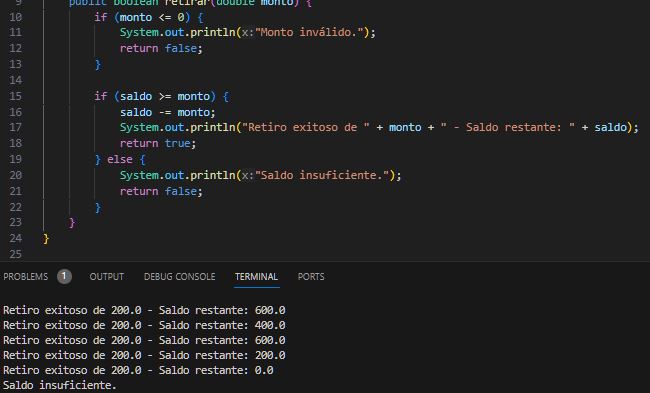 9 public boolean retirar(double monto) {
10 if (monto <= 0) {
11 System.out.println(x:"Monto inválido.");
12 return false;
13 }
14
15 if (saldo >= monto) {
16 saldo -= monto;
17 System.out.println("Retiro exitoso de " + monto + " - Saldo restante: " + saldo);
18 return true;
19 } else {
20 System.out.println(x:"Saldo insuficiente.");
21 return false;
22 }
23 }
24 }
25
PROBLEMS 1 OUTPUT DEBUG CONSOLE TERMINAL PORTS
Retiro exitoso de 200.0 - Saldo restante: 600.0
Retiro exitoso de 200.0 - Saldo restante: 400.0
Retiro exitoso de 200.0 - Saldo restante: 600.0
Retiro exitoso de 200.0 - Saldo restante: 200.0
Retiro exitoso de 200.0 - Saldo restante: 0.0
Saldo insuficiente.